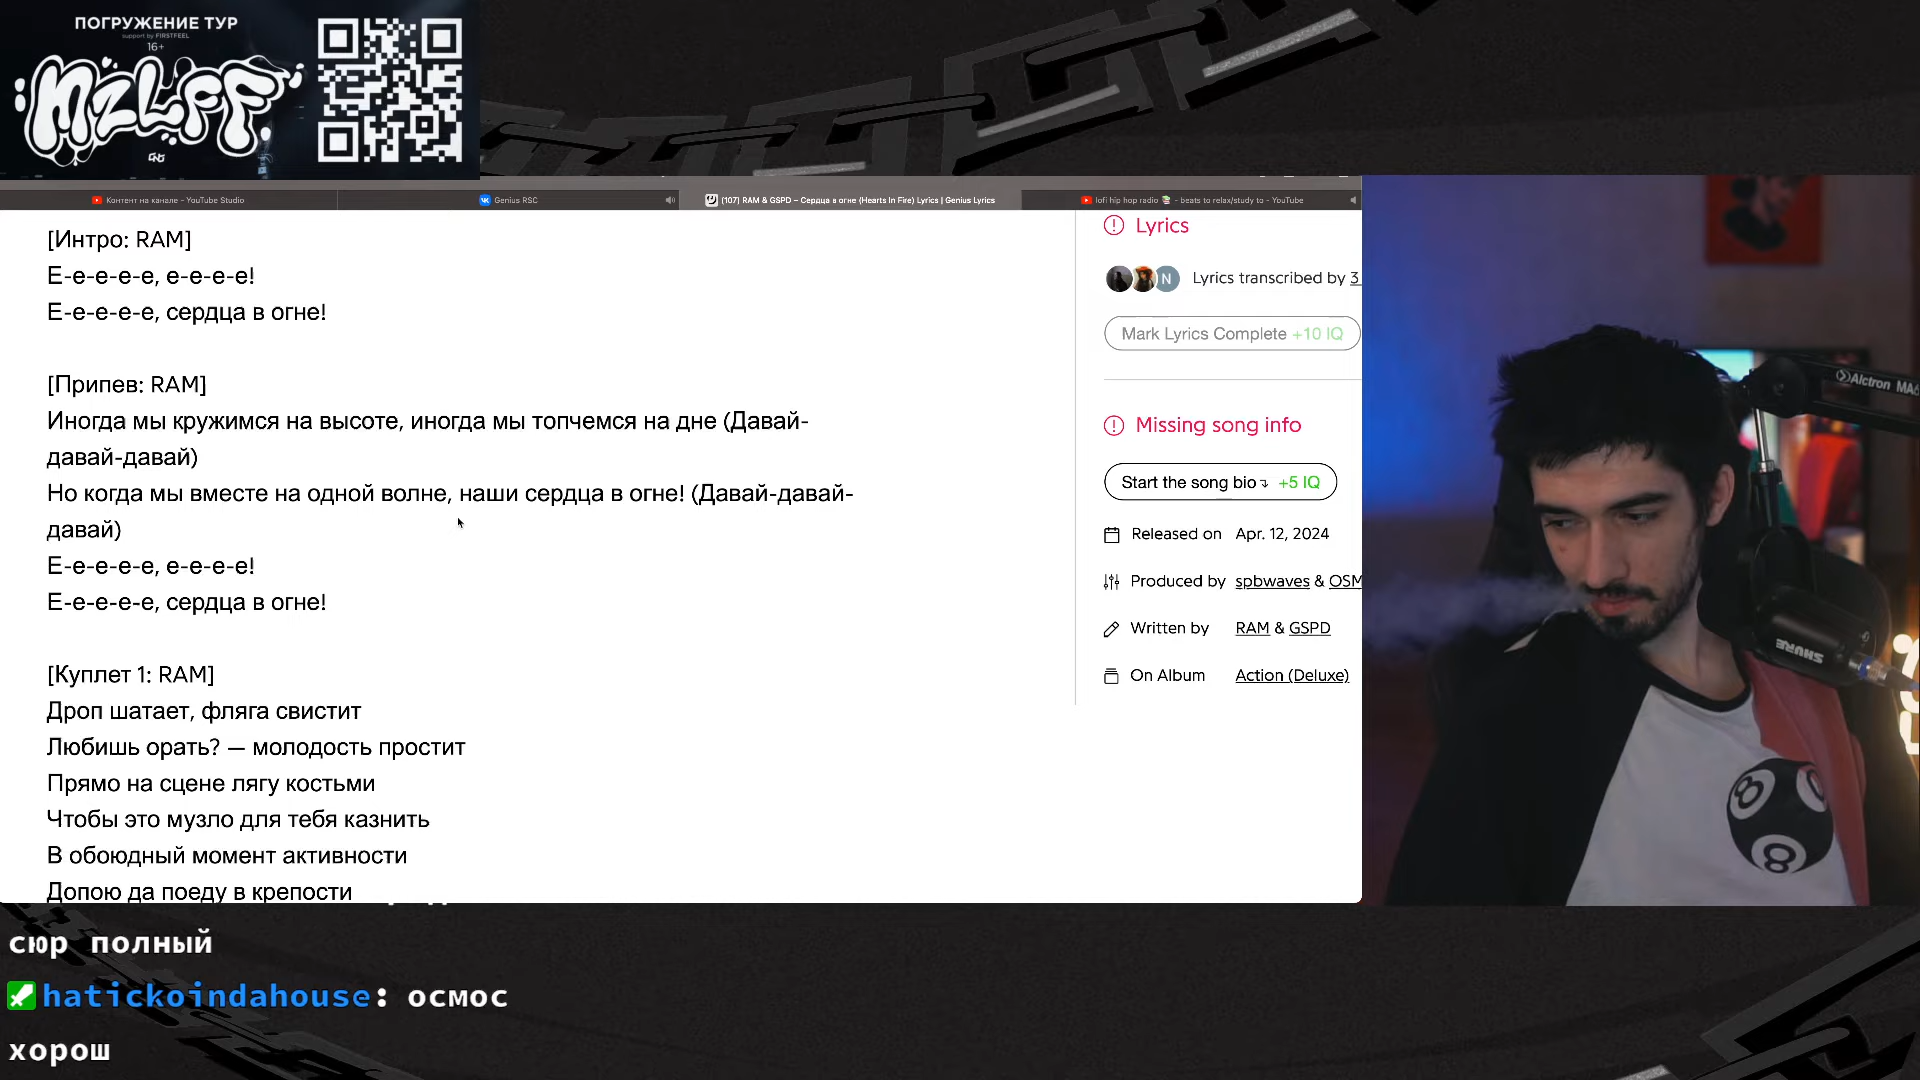 ПОГРУЖЕНИЕ ТУР
support by FIRSTFEEL
16+
MZLFF
Контент на канале - YouTube Studio
Genius RSC
(107) RAM & GSPD – Сердца в огне (Hearts In Fire) Lyrics | Genius Lyrics
lofi hip hop radio 📚 - beats to relax/study to - YouTube
[Интро: RAM]
Е-е-е-е-е, е-е-е-е!
Е-е-е-е-е, сердца в огне!
[Припев: RAM]
Иногда мы кружимся на высоте, иногда мы топчемся на дне (Давай-
давай-давай)
Но когда мы вместе на одной волне, наши сердца в огне! (Давай-давай-
давай)
Е-е-е-е-е, е-е-е-е!
Е-е-е-е-е, сердца в огне!
[Куплет 1: RAM]
Дроп шатает, фляга свистит
Любишь орать? — молодость простит
Прямо на сцене лягу костьми
Чтобы это музло для тебя казнить
В обоюдный момент активности
Допою да поеду в крепости
Lyrics
N
Lyrics transcribed by 3
Mark Lyrics Complete +10 IQ
Missing song info
Start the song bio +5 IQ
Released on Apr. 12, 2024
Produced by spbwaves & OSM
Written by RAM & GSPD
On Album Action (Deluxe)
Alctron MA6
SHURE
8
8
сюр полный
hatickoindahouse: осмос
хорош